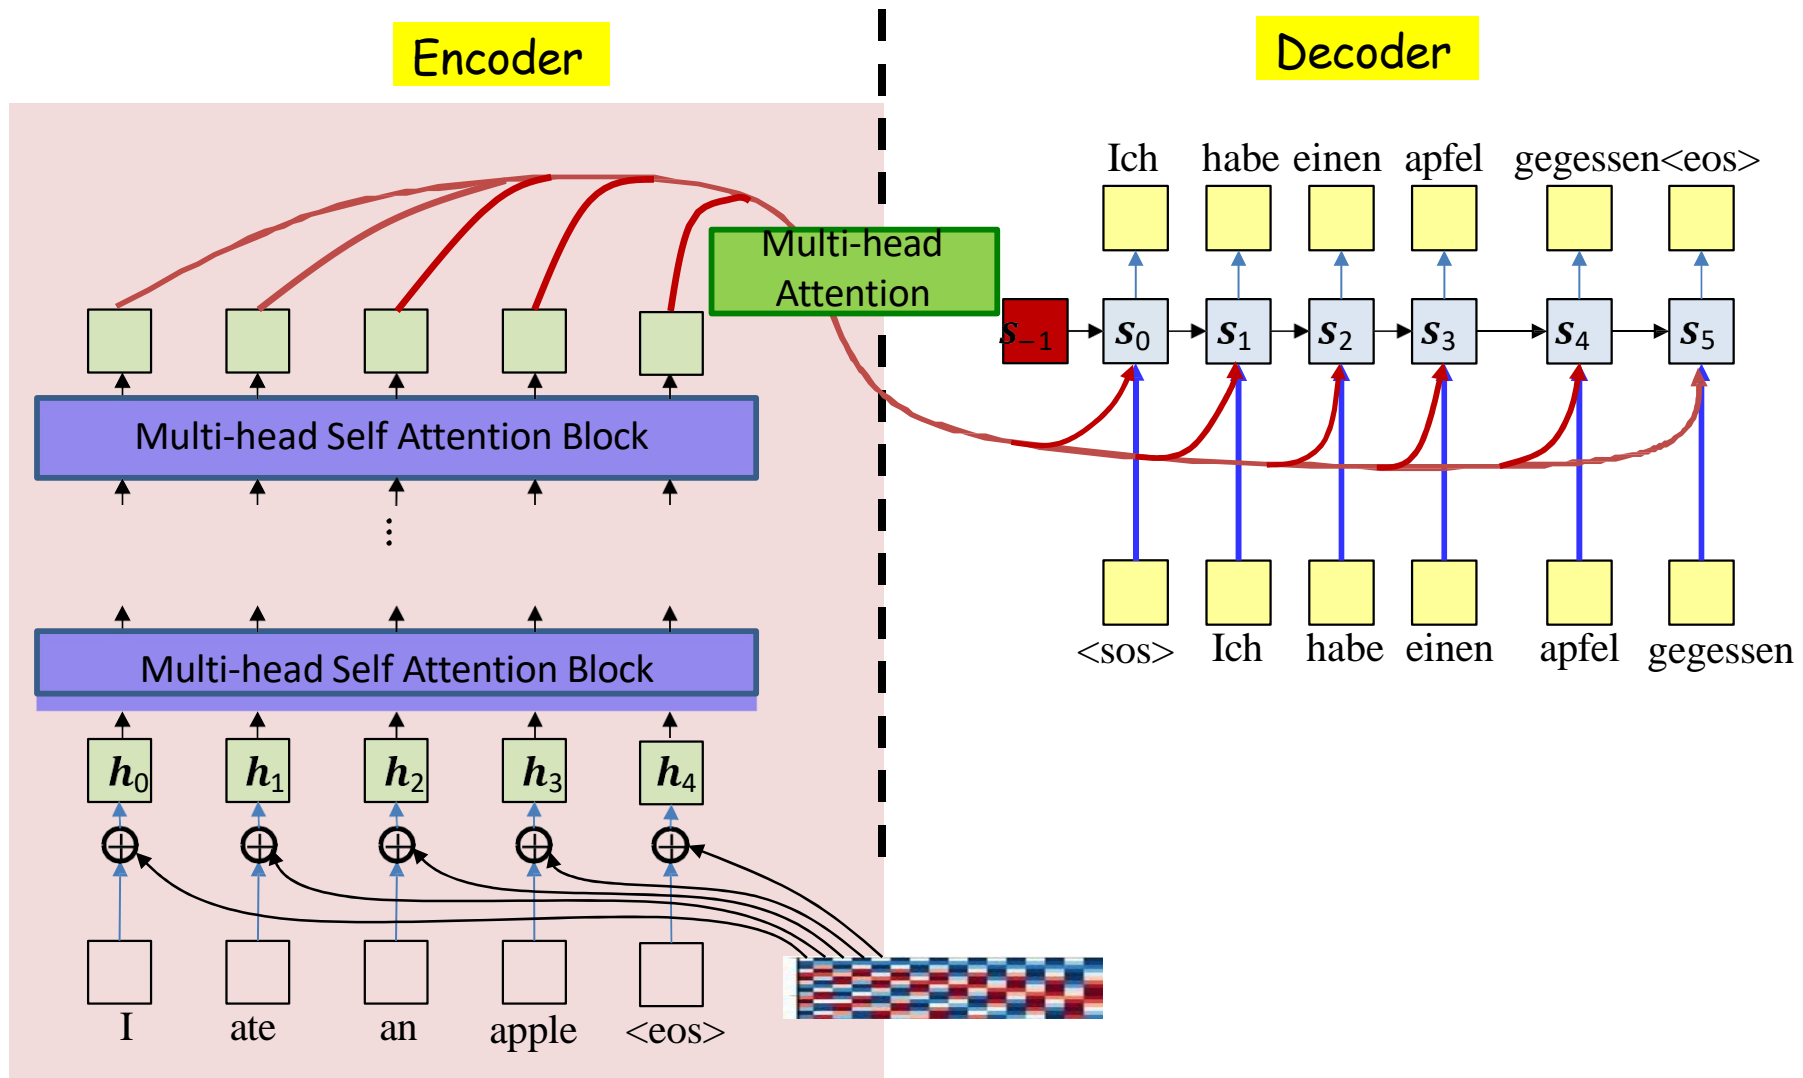 Encoder
Decoder
Ich habe einen apfel gegessen<eos>
Multi-head
Attention
s₋₁ s₀ s₁ s₂ s₃ s₄ s₅
Multi-head Self Attention Block
...
Multi-head Self Attention Block
<sos> Ich habe einen apfel gegessen
h₀ h₁ h₂ h₃ h₄
I ate an apple <eos>